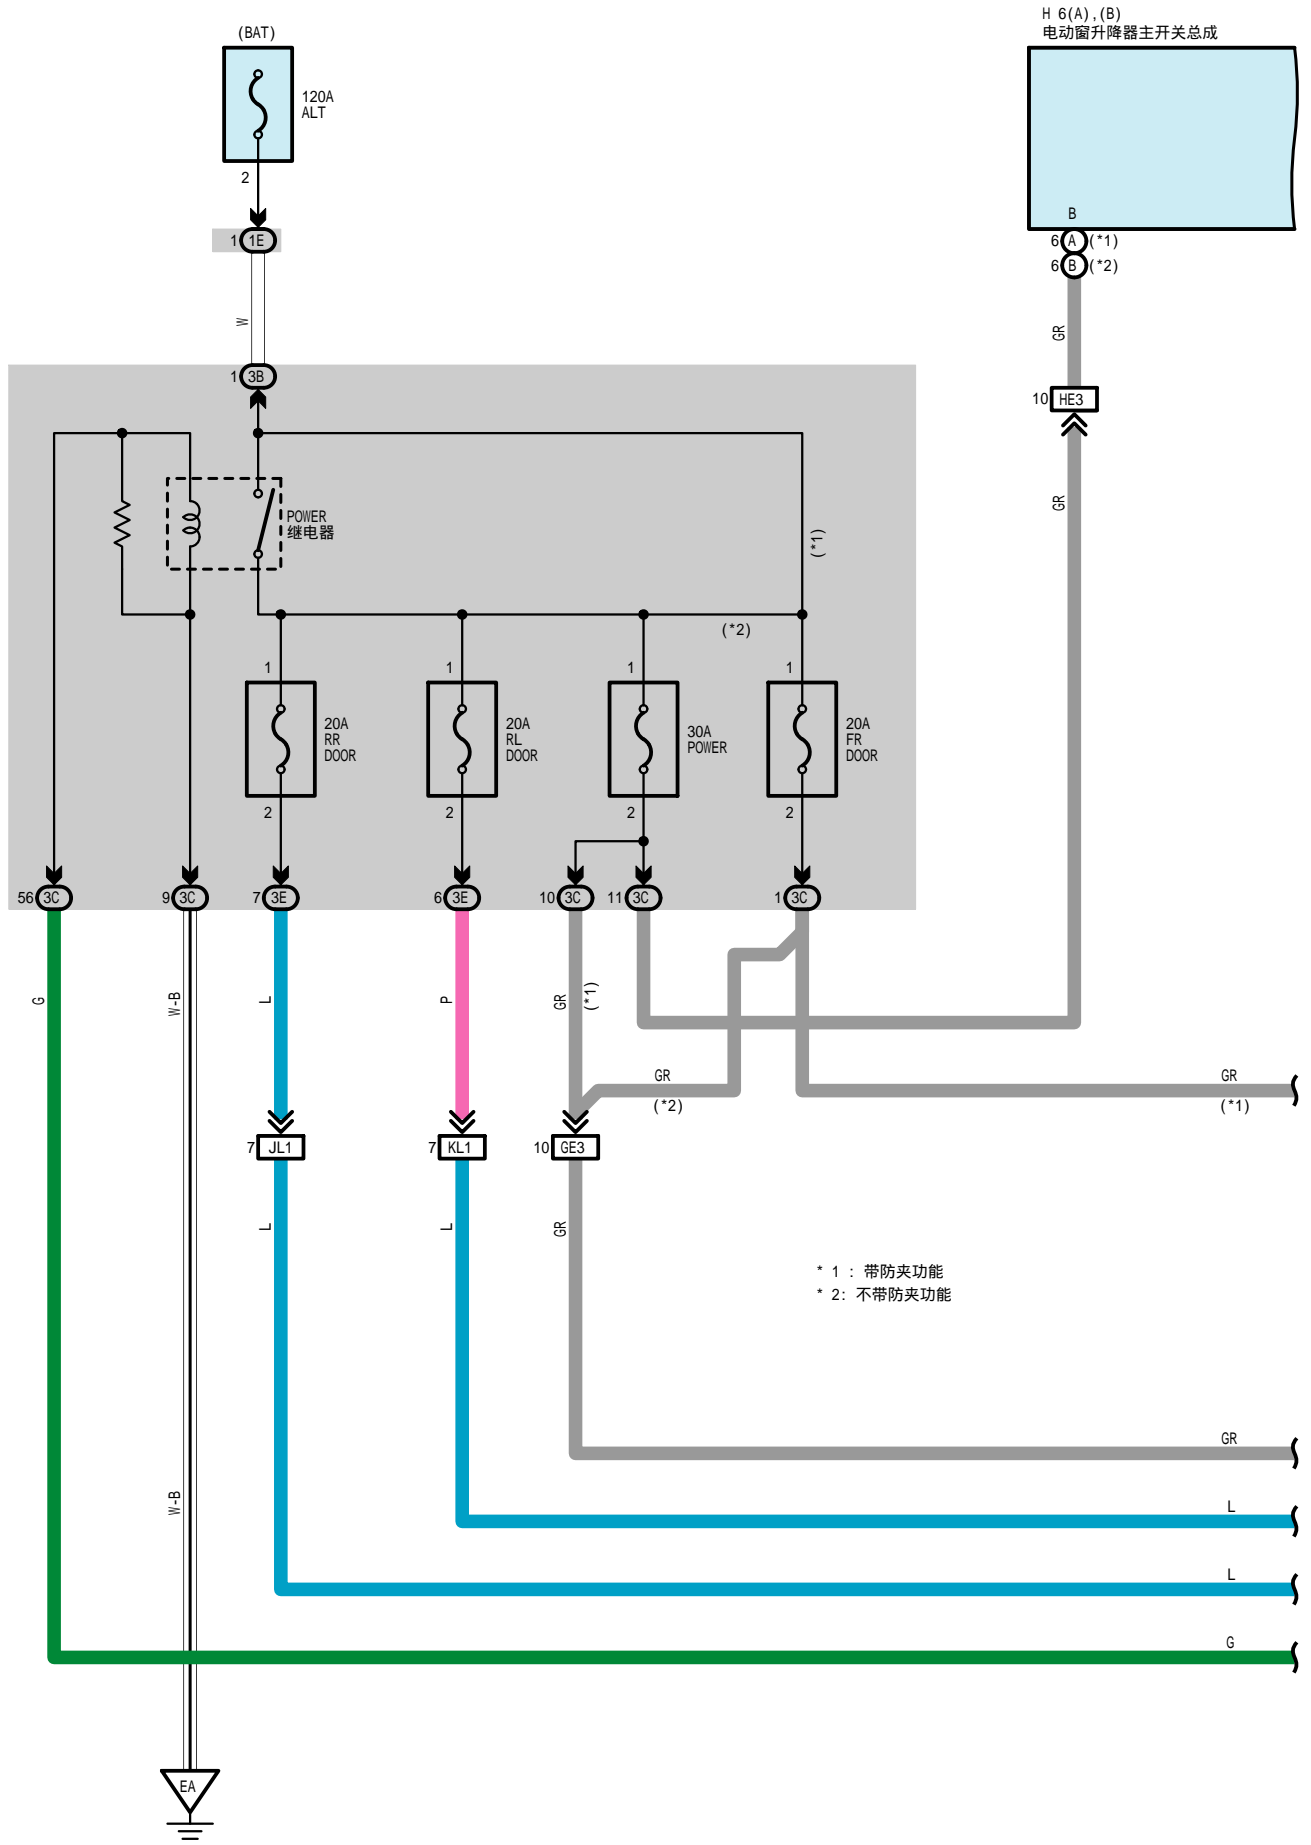 (BAT)
120A
ALT
2
1 1E
W
1 3B
H 6(A),(B)
电动窗升降器主开关总成
B
6 A (*1)
6 B (*2)
GR
10 HE3
GR
POWER
继电器
(*1)
(*2)
1
20A
RR
DOOR
2
1
20A
RL
DOOR
2
1
30A
POWER
2
1
20A
FR
DOOR
2
56 3C
9 3C
7 3E
6 3E
10 3C
11 3C
1 3C
G
W-B
L
P
GR
(*1)
GR
(*2)
GR
(*1)
7 JL1
7 KL1
10 GE3
L
L
GR
* 1 : 带防夹功能
* 2: 不带防夹功能
GR
W-B
L
L
G
EA